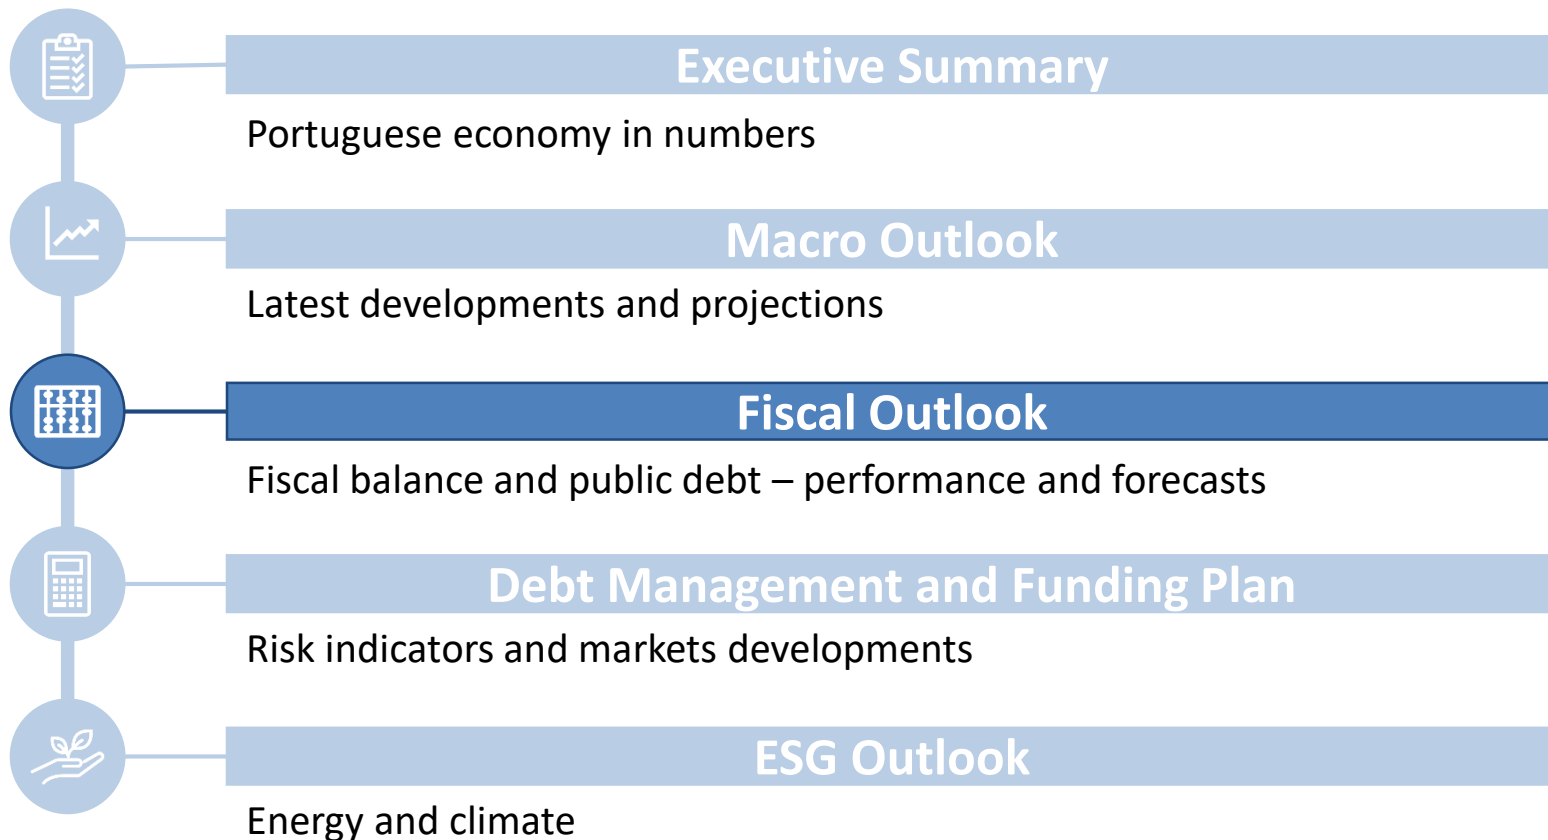 Executive Summary
Portuguese economy in numbers
Macro Outlook
Latest developments and projections
Fiscal Outlook
Fiscal balance and public debt – performance and forecasts
Debt Management and Funding Plan
Risk indicators and markets developments
ESG Outlook
Energy and climate